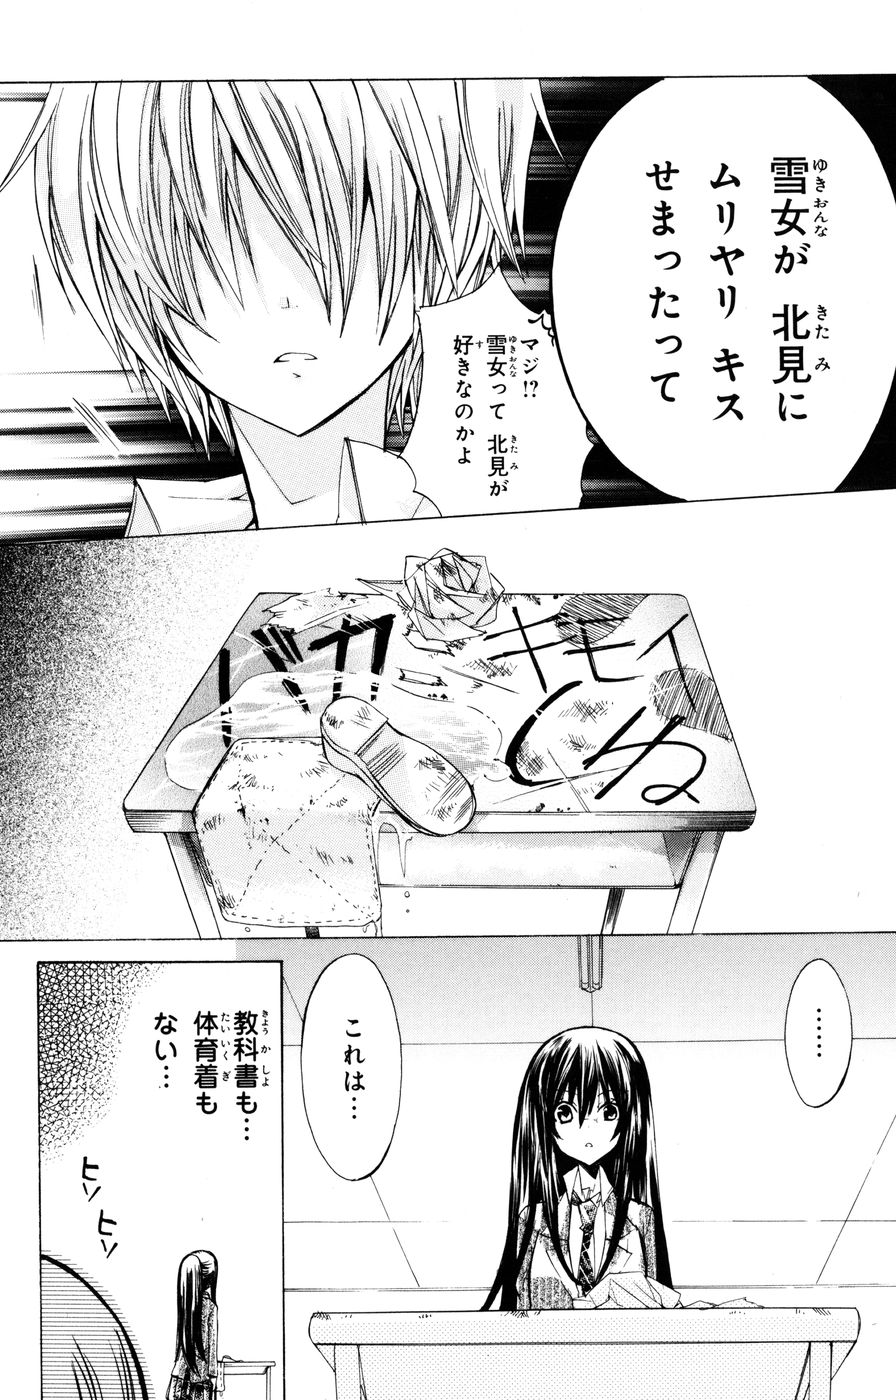 雪女が 北見に
ムリヤリ キス
せまったって
マジ!?
雪女って 北見が
好きなのかよ
キモイ
バカ
しね
……
これは…
教科書も…
体育着も
ない…
ヒソ
ヒソ